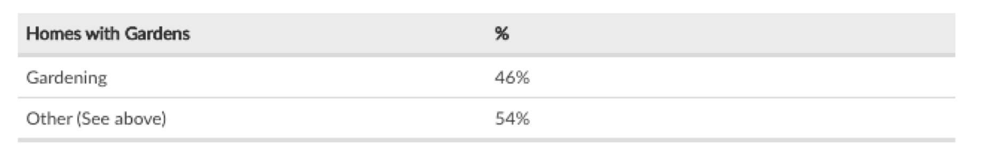 Homes with Gardens %
Gardening 46%
Other (See above) 54%